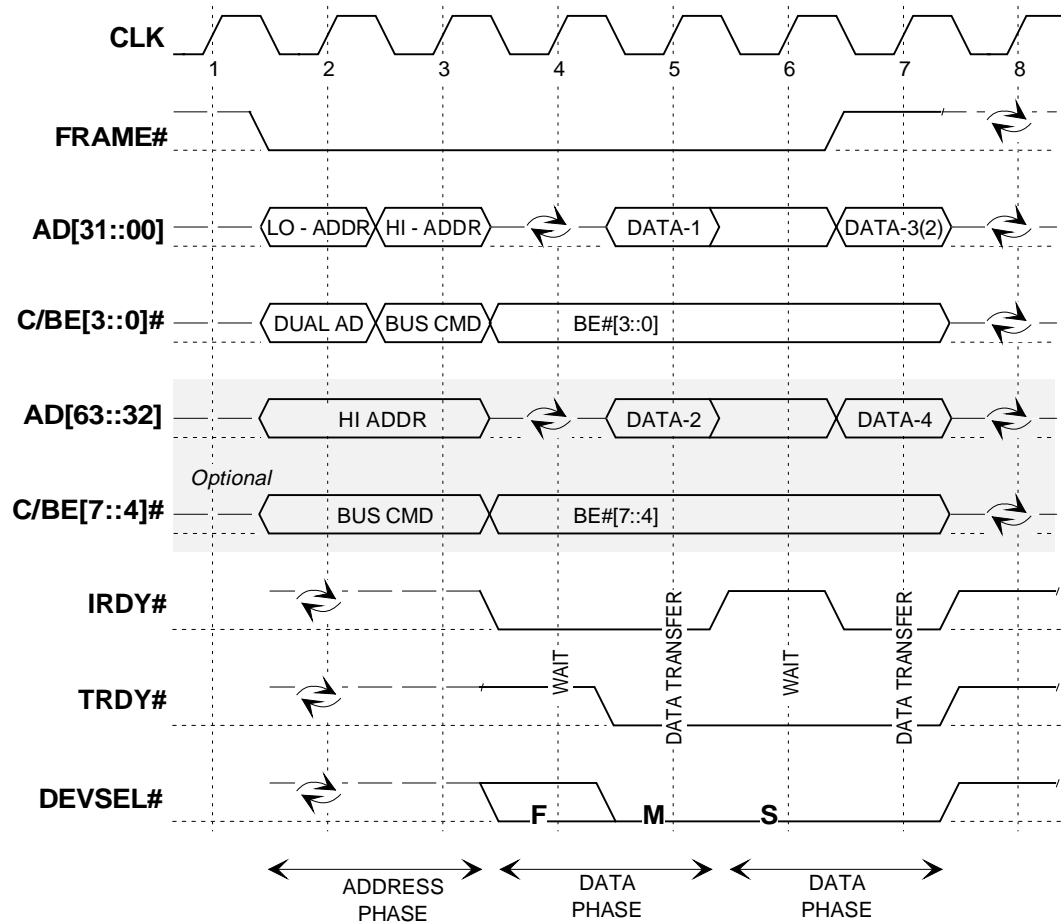 CLK
1 2 3 4 5 6 7 8
FRAME#
AD[31::00] LO - ADDR HI - ADDR DATA-1 DATA-3(2)
C/BE[3::0]# DUAL AD BUS CMD BE#[3::0]
AD[63::32] HI ADDR DATA-2 DATA-4
Optional
C/BE[7::4]# BUS CMD BE#[7::4]
IRDY#
WAIT
DATA TRANSFER
WAIT
DATA TRANSFER
TRDY#
DEVSEL# F M S
ADDRESS
PHASE
DATA
PHASE
DATA
PHASE